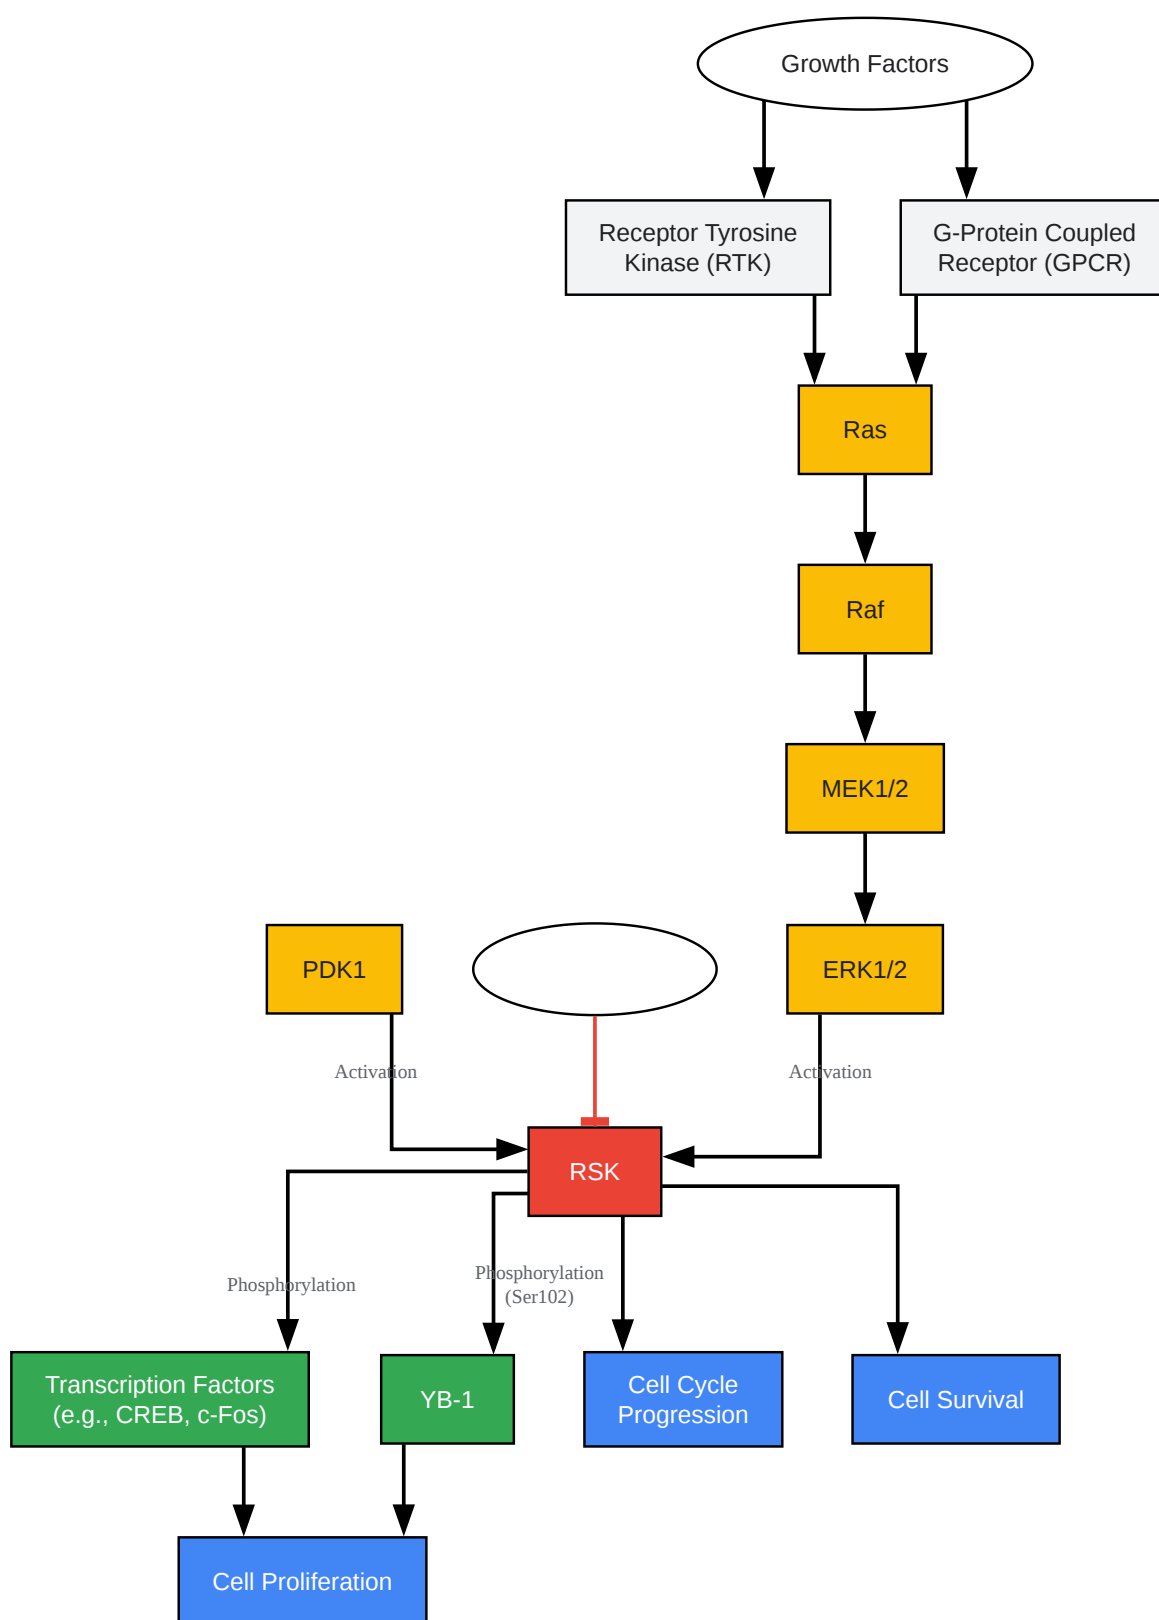 Growth Factors
Receptor Tyrosine
Kinase (RTK)
G-Protein Coupled
Receptor (GPCR)
Ras
Raf
MEK1/2
PDK1
ERK1/2
Activation
Activation
RSK
Phosphorylation
Phosphorylation
(Ser102)
Transcription Factors
(e.g., CREB, c-Fos)
YB-1
Cell Cycle
Progression
Cell Survival
Cell Proliferation